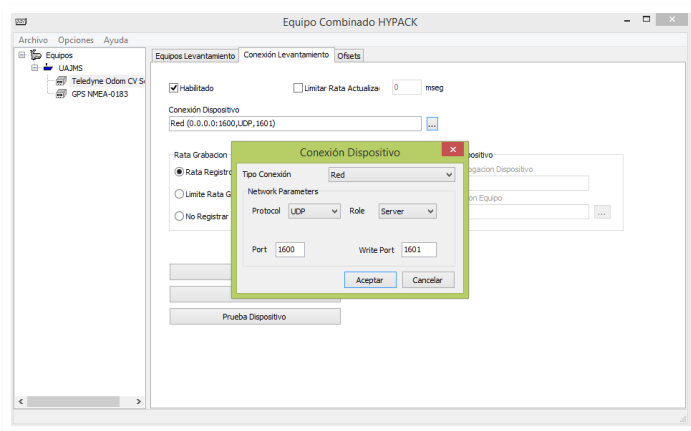 Equipo Combinado HYPACK
Archivo Opciones Ayuda
Equipos
UAJMS
Teledyne Odom CV
GPS NMEA-0183
Equipos Levantamiento Conexión Levantamiento Ofsets
Habilitado Limitar Rata Actualiza 0 mseg
Conexión Dispositivo
Red (0.0.0.0:1600,UDP,1601) ...
Rata Grabacion
Rata Registro
Limite Rata G
No Registrar
ogacion Dispositivo
on Equipo
...
Conexión Dispositivo
Tipo Conexión Red
Network Parameters
Protocol UDP Role Server
Port 1600 Write Port 1601
Aceptar Cancelar
Prueba Dispositivo